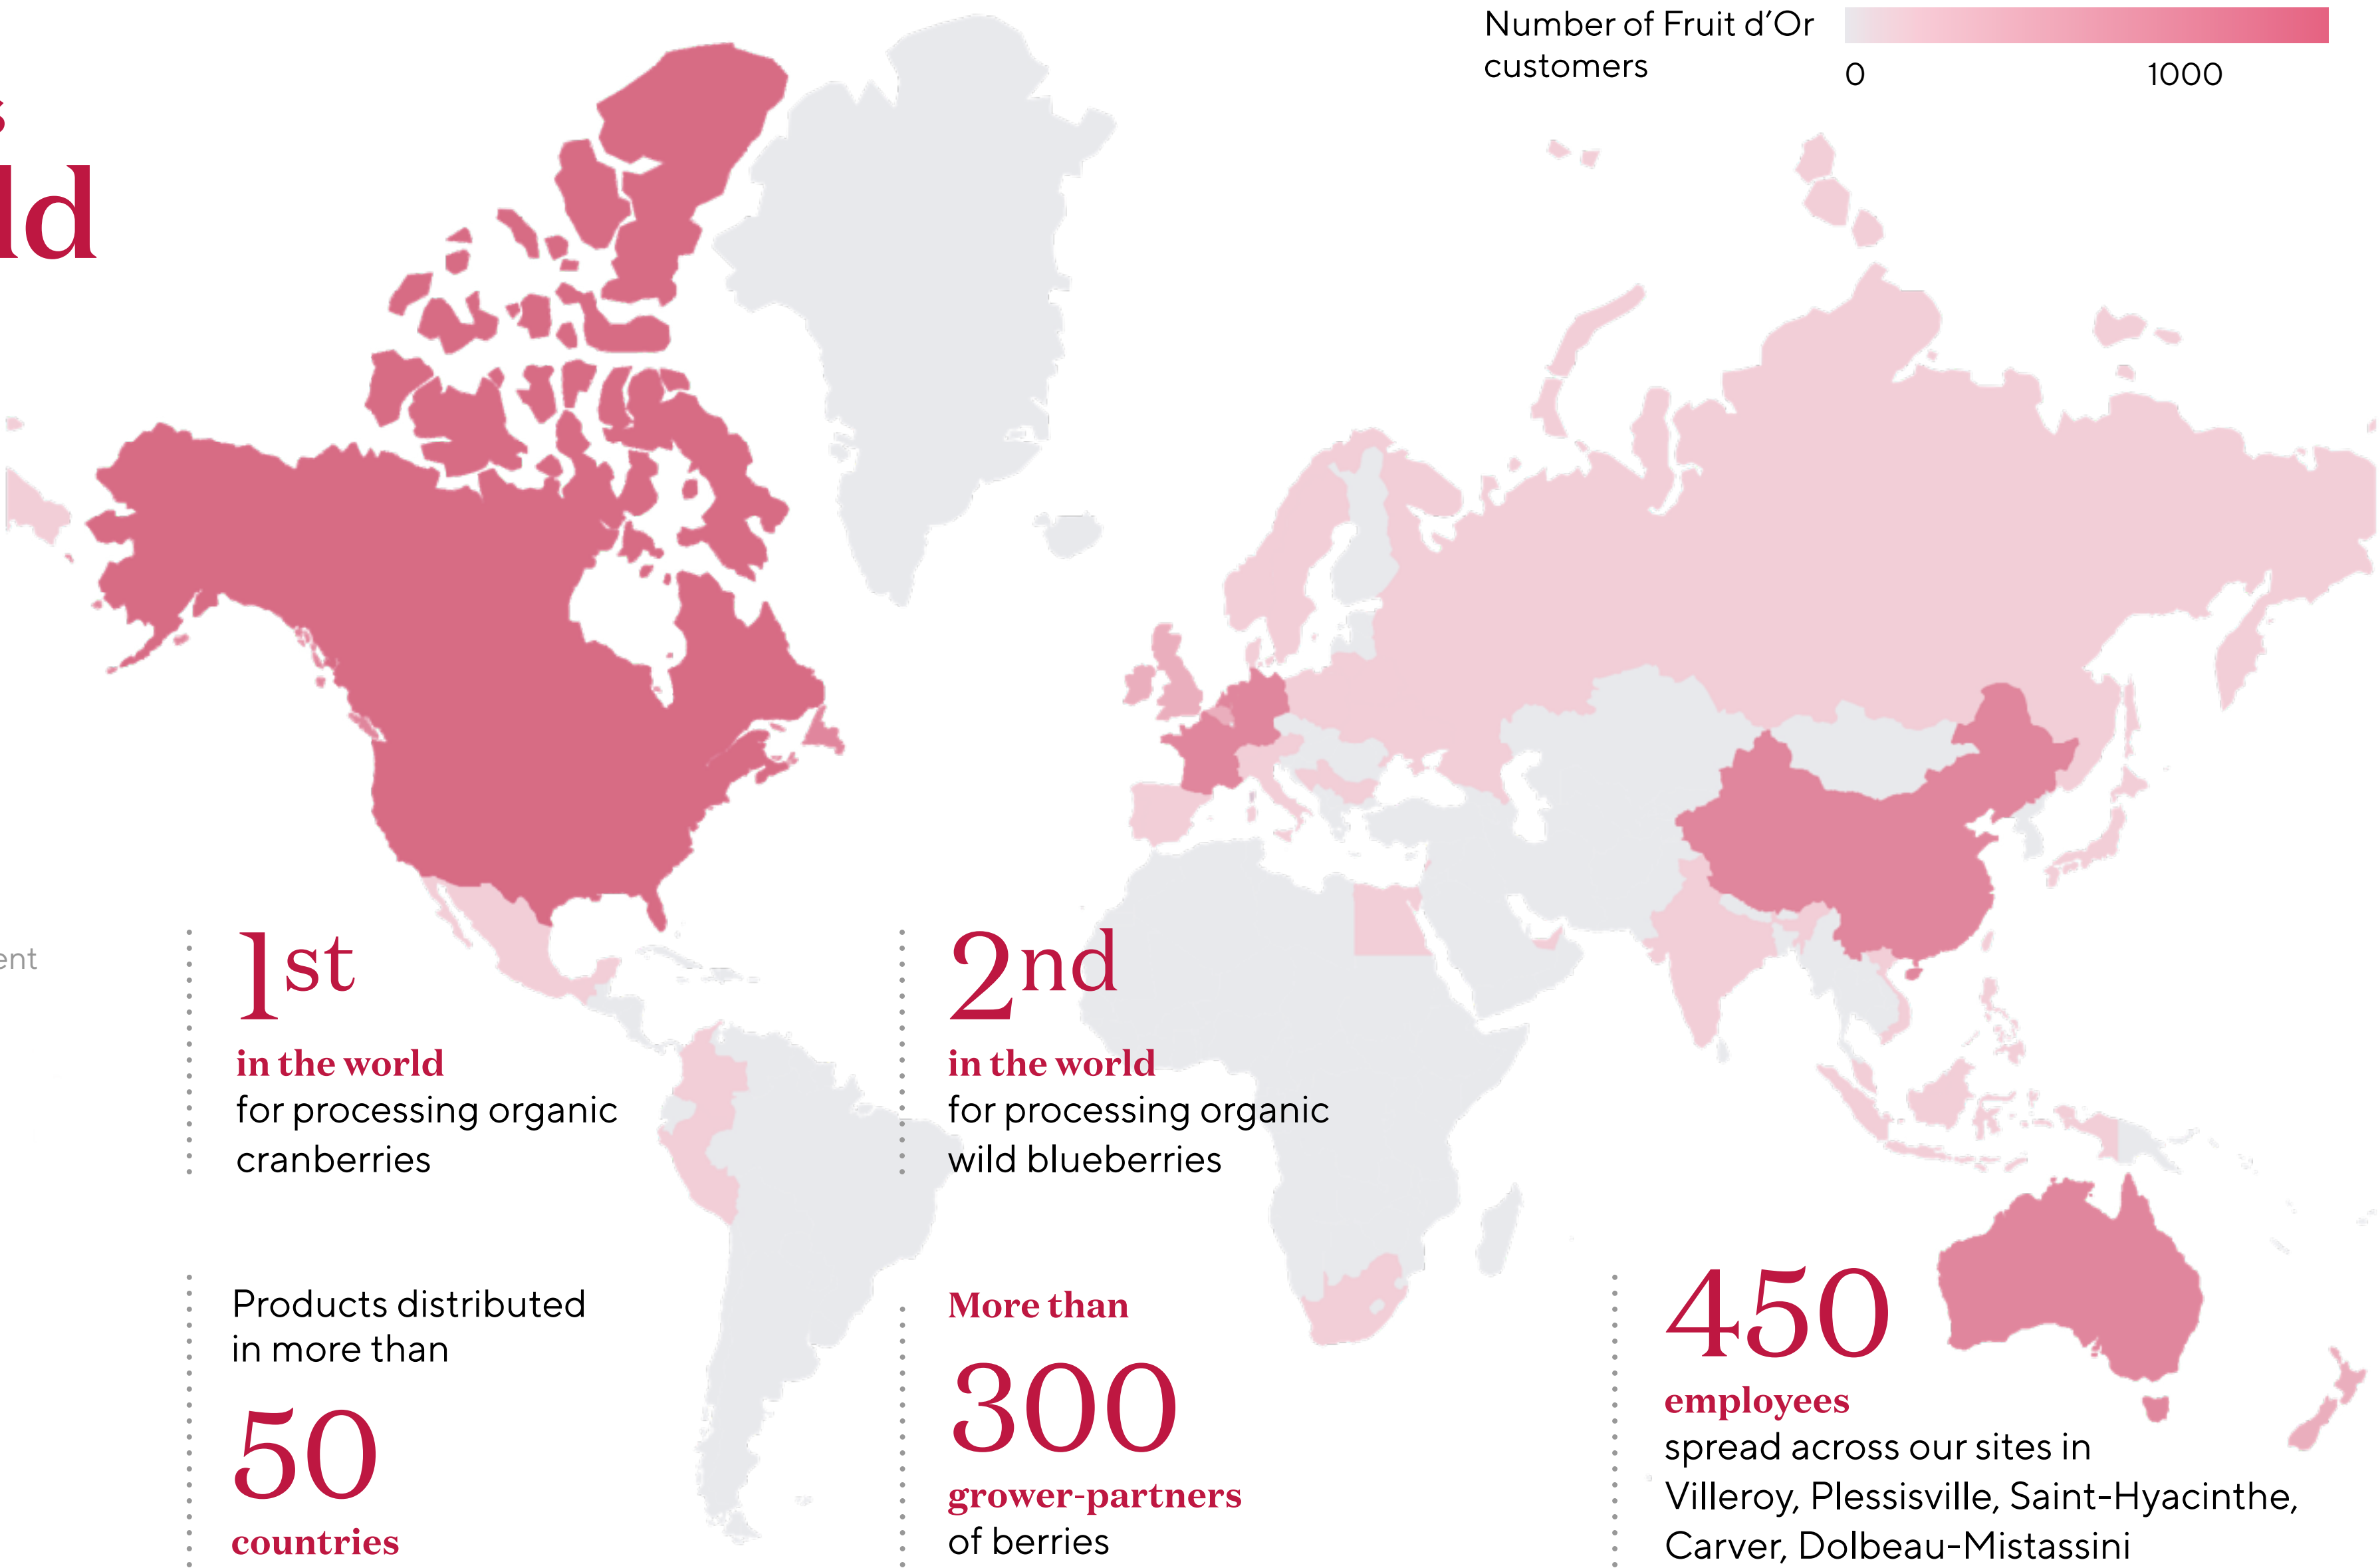 Number of Fruit d’Or
customers
0 1000
ld
1st
in the world
for processing organic
cranberries
2nd
in the world
for processing organic
wild blueberries
Products distributed
in more than
50
countries
More than
300
grower-partners
of berries
450
employees
spread across our sites in
Villeroy, Plessisville, Saint-Hyacinthe,
Carver, Dolbeau-Mistassini